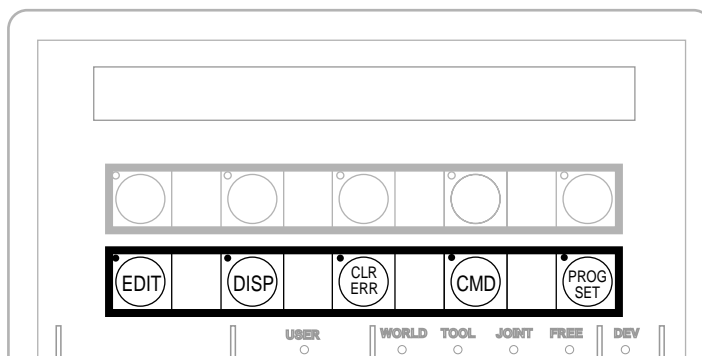 EDIT DISP CLR ERR CMD PROG SET
USER WORLD TOOL JOINT FREE DEV